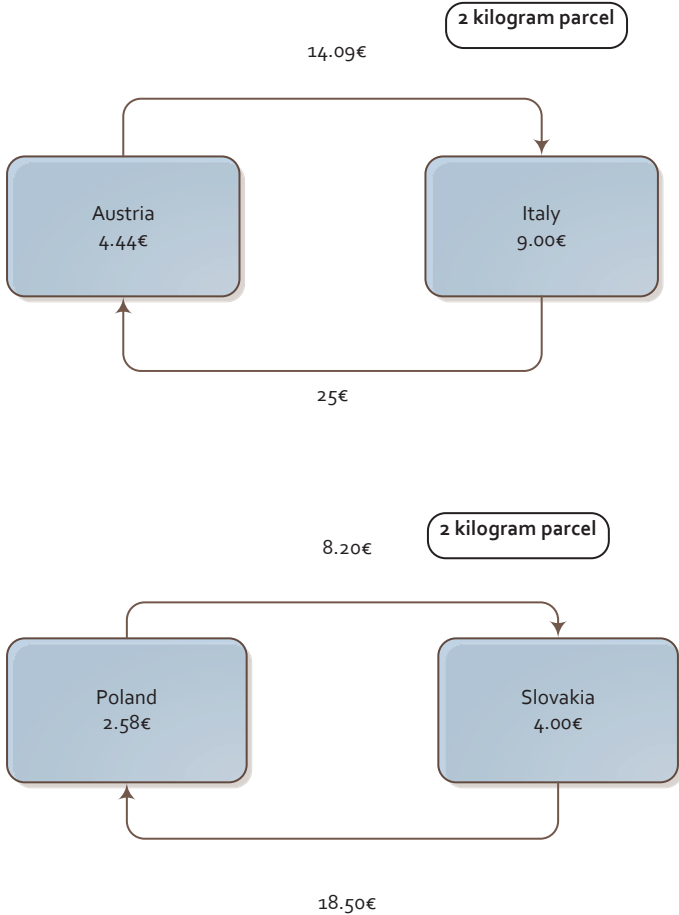 2 kilogram parcel
14.09€
Austria
4.44€
Italy
9.00€
25€
2 kilogram parcel
8.20€
Poland
2.58€
Slovakia
4.00€
18.50€